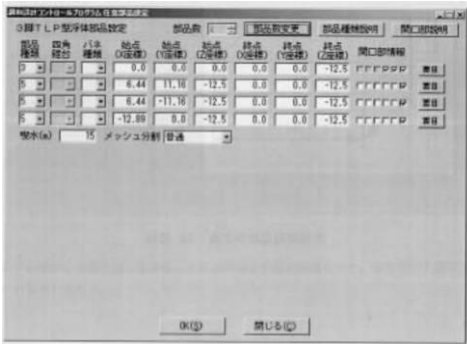 ３脚ＴＬＰ型浮体部品設定 部品数 部品数変更 部品種類説明 開口部説明
部品種類 四角錐台 バネ種類 始点(X座標) 始点(Y座標) 始点(Z座標) 終点(X座標) 終点(Y座標) 終点(Z座標) 開口部情報
0.0 0.0 0.0 0.0 0.0 -12.5
5 6.44 11.16 -12.5 0.0 0.0 -12.5
5 6.44 -11.16 -12.5 0.0 0.0 -12.5
5 -12.89 0.0 -12.5 0.0 0.0 -12.5
喫水(m) 15 メッシュ分割 普通
OK(S) 閉じる(C)